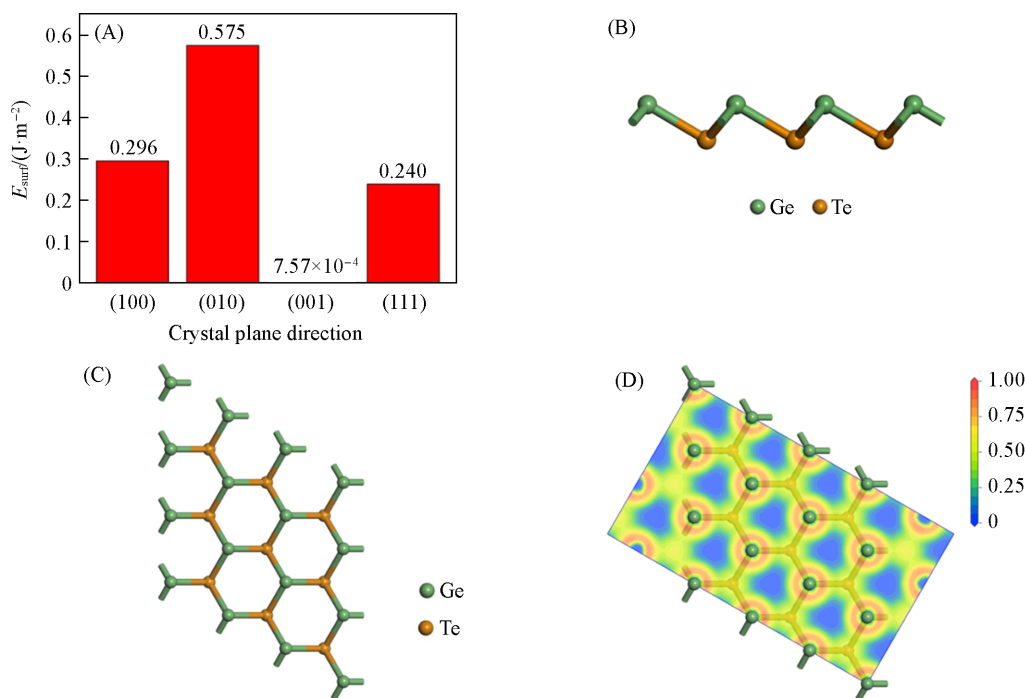 (A)
0.575
0.296
7.57×10⁻⁴
0.240
0.6
0.5
0.4
0.3
0.2
0.1
0
E_surf/(J·m⁻²)
(100) (010) (001) (111)
Crystal plane direction
(B)
Ge Te
(C)
Ge
Te
(D)
1.00
0.75
0.50
0.25
0